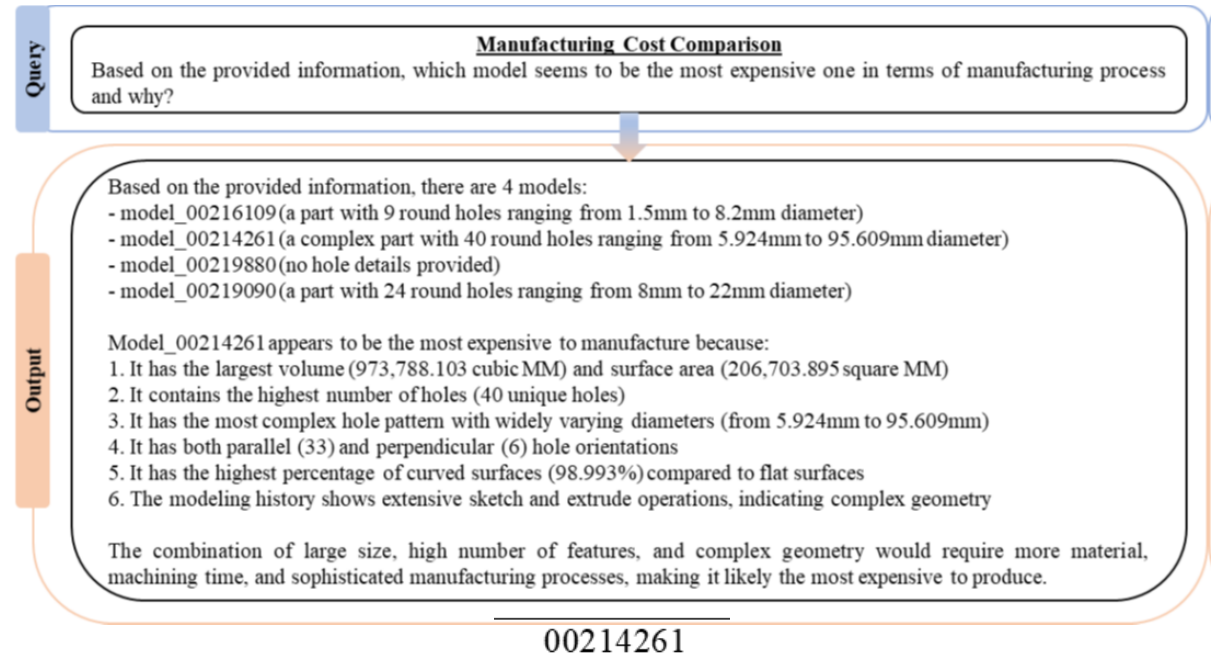 Query
Manufacturing Cost Comparison
Based on the provided information, which model seems to be the most expensive one in terms of manufacturing process
and why?
Output
Based on the provided information, there are 4 models:
- model_00216109 (a part with 9 round holes ranging from 1.5mm to 8.2mm diameter)
- model_00214261 (a complex part with 40 round holes ranging from 5.924mm to 95.609mm diameter)
- model_00219880 (no hole details provided)
- model_00219090 (a part with 24 round holes ranging from 8mm to 22mm diameter)
Model_00214261 appears to be the most expensive to manufacture because:
1. It has the largest volume (973,788.103 cubic MM) and surface area (206,703.895 square MM)
2. It contains the highest number of holes (40 unique holes)
3. It has the most complex hole pattern with widely varying diameters (from 5.924mm to 95.609mm)
4. It has both parallel (33) and perpendicular (6) hole orientations
5. It has the highest percentage of curved surfaces (98.993%) compared to flat surfaces
6. The modeling history shows extensive sketch and extrude operations, indicating complex geometry
The combination of large size, high number of features, and complex geometry would require more material,
machining time, and sophisticated manufacturing processes, making it likely the most expensive to produce.
00214261